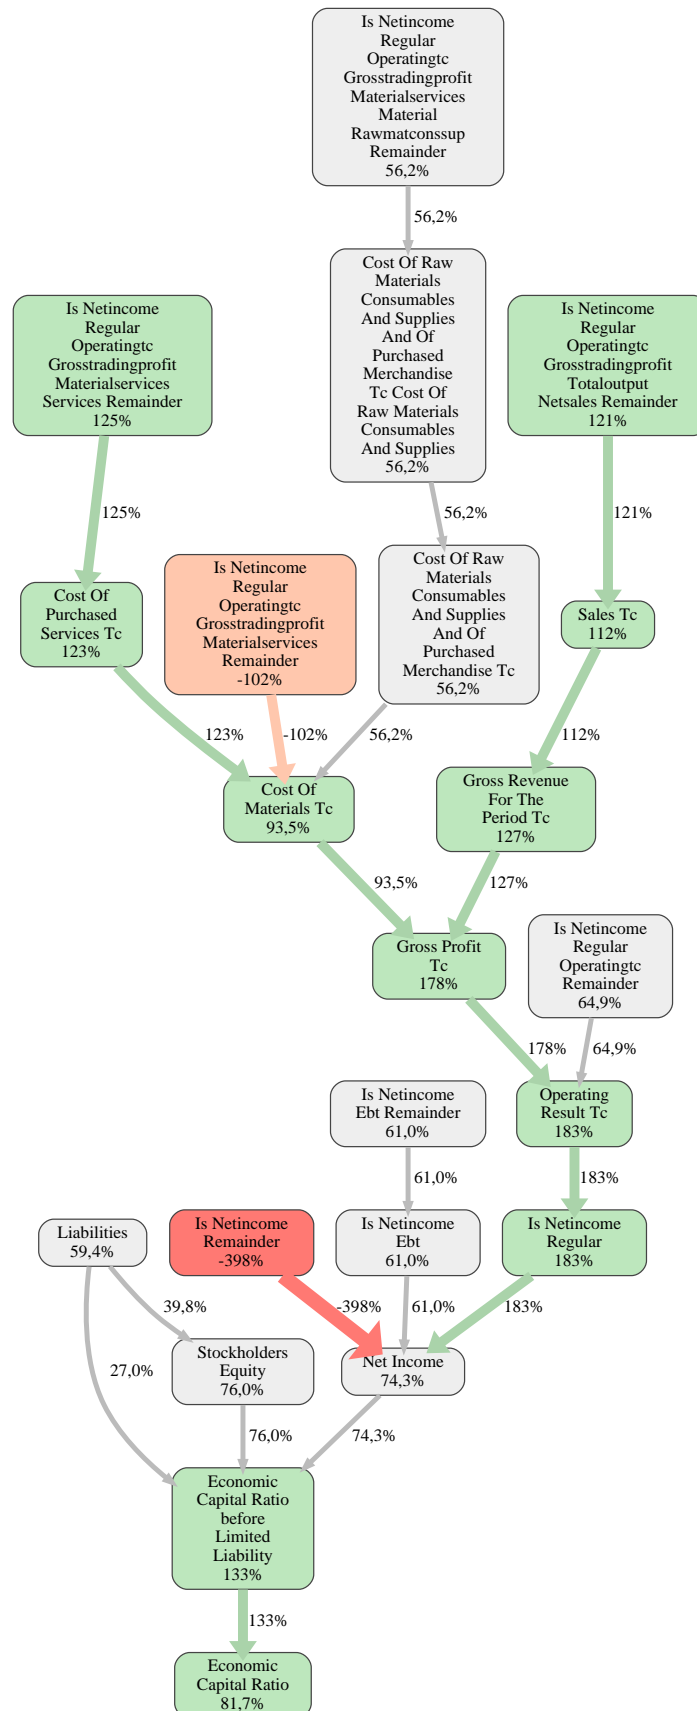 Is Netincome
Regular
Operatingtc
Grosstradingprofit
Materialservices
Material
Rawmatconssup
Remainder
56,2%
56,2%
Cost Of Raw
Materials
Consumables
And Supplies
And Of
Purchased
Merchandise
Tc Cost Of
Raw Materials
Consumables
And Supplies
56,2%
Is Netincome
Regular
Operatingtc
Grosstradingprofit
Materialservices
Services Remainder
125%
Is Netincome
Regular
Operatingtc
Grosstradingprofit
Totaloutput
Netsales Remainder
121%
125%
56,2%
121%
Cost Of
Purchased
Services Tc
123%
Is Netincome
Regular
Operatingtc
Grosstradingprofit
Materialservices
Remainder
-102%
Cost Of Raw
Materials
Consumables
And Supplies
And Of
Purchased
Merchandise Tc
56,2%
Sales Tc
112%
123%
-102%
56,2%
112%
Cost Of
Materials Tc
93,5%
Gross Revenue
For The
Period Tc
127%
93,5%
127%
Gross Profit
Tc
178%
Is Netincome
Regular
Operatingtc
Remainder
64,9%
178%
64,9%
Is Netincome
Ebt Remainder
61,0%
Operating
Result Tc
183%
61,0%
183%
Liabilities
59,4%
Is Netincome
Remainder
-398%
Is Netincome
Ebt
61,0%
Is Netincome
Regular
183%
39,8%
-398%
61,0%
183%
27,0%
Stockholders
Equity
76,0%
Net Income
74,3%
76,0%
74,3%
Economic
Capital Ratio
before
Limited
Liability
133%
133%
Economic
Capital Ratio
81,7%